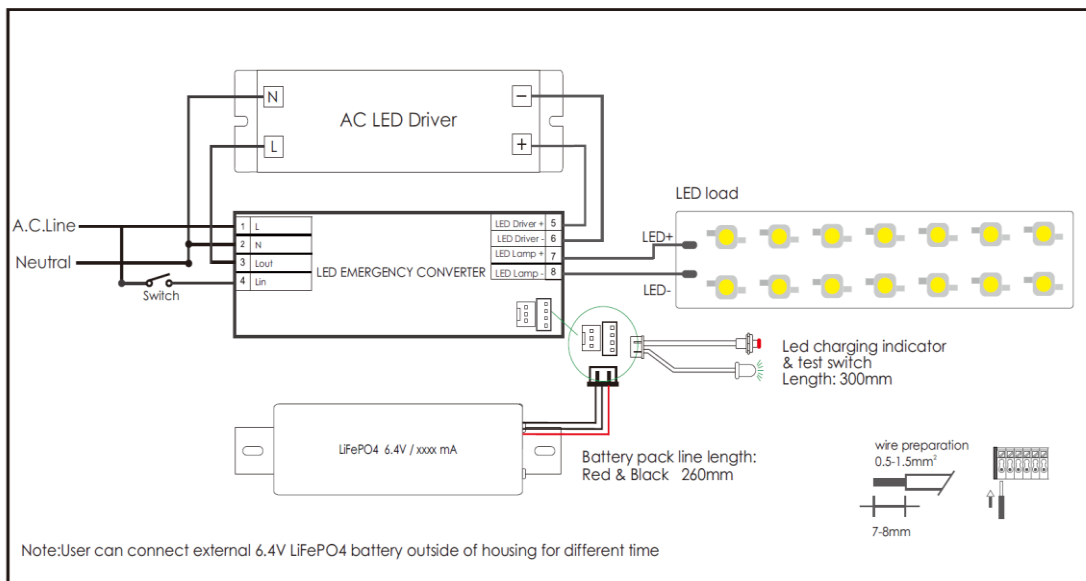 N
−
AC LED Driver
L
+
LED load
A.C.Line
1 L
LED Driver + 5
2 N
LED Driver - 6
LED+
Neutral
3 Lout
LED EMERGENCY CONVERTER
LED Lamp + 7
4 Lin
LED Lamp - 8
LED-
Switch
Led charging indicator
& test switch
Length: 300mm
LiFePO4 6.4V / xxxx mA
Battery pack line length:
Red & Black 260mm
wire preparation
0.5-1.5mm²
7-8mm
Note:User can connect external 6.4V LiFePO4 battery outside of housing for different time